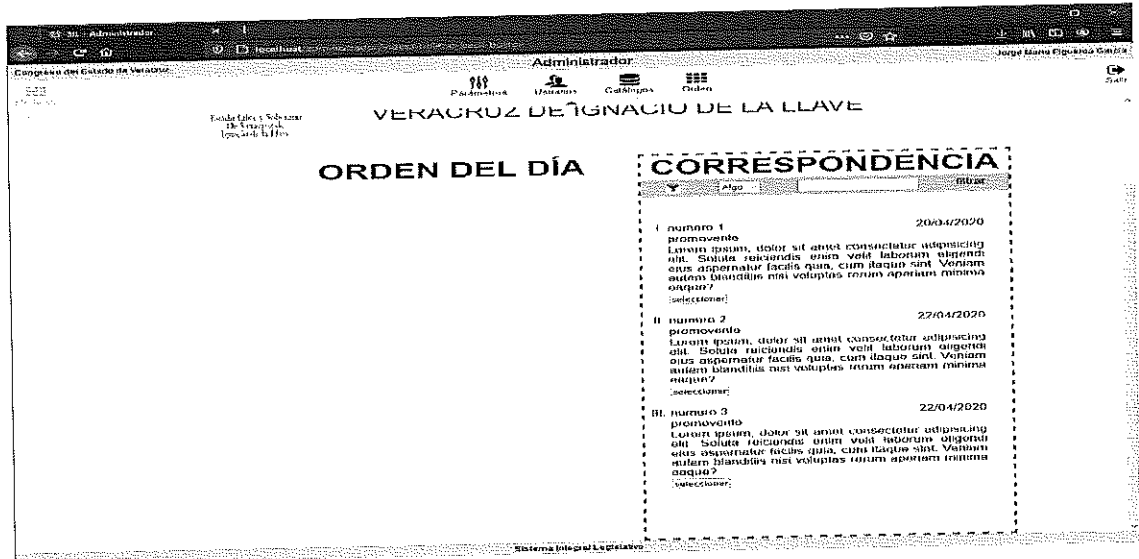 SIL - Administrador
localhost
Congreso del Estado de Veracruz
Administrador
Jorge Mario Figueroa García
Parámetros Usuarios Catálogos Orden
Salir
VERACRUZ DE IGNACIO DE LA LLAVE
ORDEN DEL DÍA
CORRESPONDENCIA
Algo filtrar
I. numero 1 20/04/2020
promovente
Lorem ipsum, dolor sit amet consectetur adipisicing
elit. Soluta reiciendis enim velit laborum eligendi
eius aspernatur facilis quia, cum itaque sint. Veniam
autem blanditiis nisi voluptas rerum aperiam minima
eaque?
seleccionar
II. numero 2 22/04/2020
promovente
Lorem ipsum, dolor sit amet consectetur adipisicing
elit. Soluta reiciendis enim velit laborum eligendi
eius aspernatur facilis quia, cum itaque sint. Veniam
autem blanditiis nisi voluptas rerum aperiam minima
eaque?
seleccionar
III. numero 3 22/04/2020
promovente
Lorem ipsum, dolor sit amet consectetur adipisicing
elit. Soluta reiciendis enim velit laborum eligendi
eius aspernatur facilis quia, cum itaque sint. Veniam
autem blanditiis nisi voluptas rerum aperiam minima
eaque?
seleccionar
Sistema Integral Legislativo